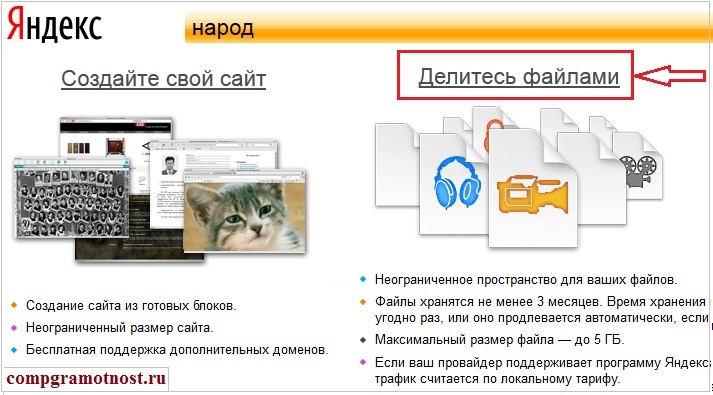 Яндекс
народ
Создайте свой сайт
Делитесь файлами
Создание сайта из готовых блоков.
Неограниченный размер сайта.
Бесплатная поддержка дополнительных доменов.
Неограниченное пространство для ваших файлов.
Файлы хранятся не менее 3 месяцев. Время хранения
угодно раз, или оно продлевается автоматически, если
Максимальный размер файла — до 5 ГБ.
Если ваш провайдер поддерживает программу Яндекса
трафик считается по локальному тарифу.
compgramotnost.ru